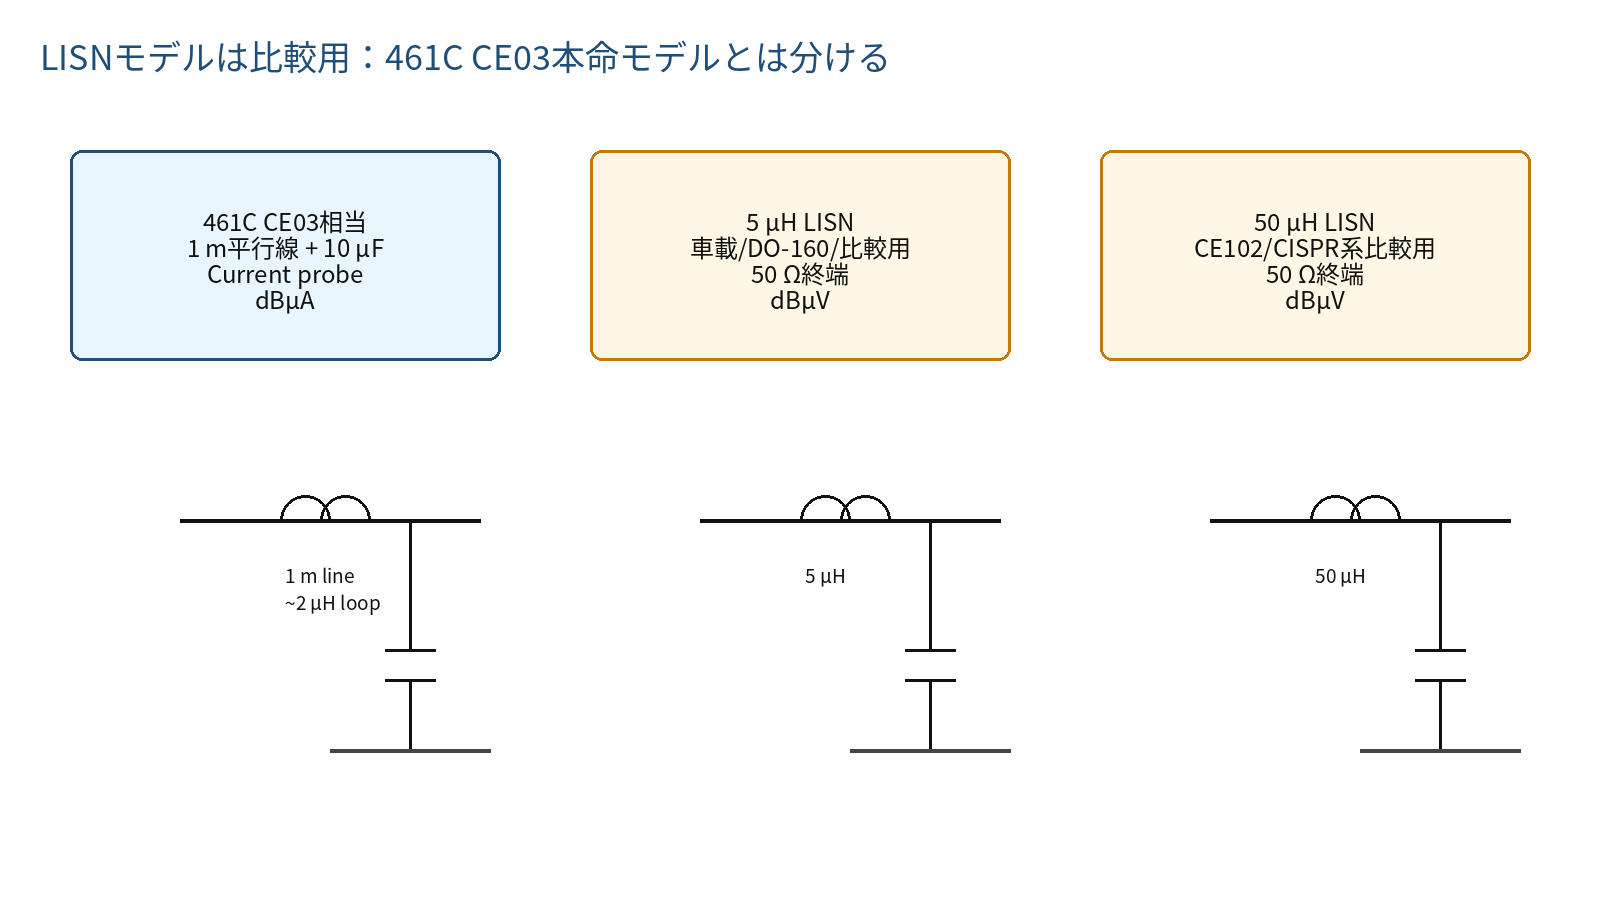 LISNモデルは比較用：461C CE03本命モデルとは分ける
461C CE03相当
1 m平行線 + 10 µF
Current probe
dBµA
5 µH LISN
車載/DO-160/比較用
50 Ω終端
dBµV
50 µH LISN
CE102/CISPR系比較用
50 Ω終端
dBµV
1 m line
~2 µH loop
5 µH
50 µH